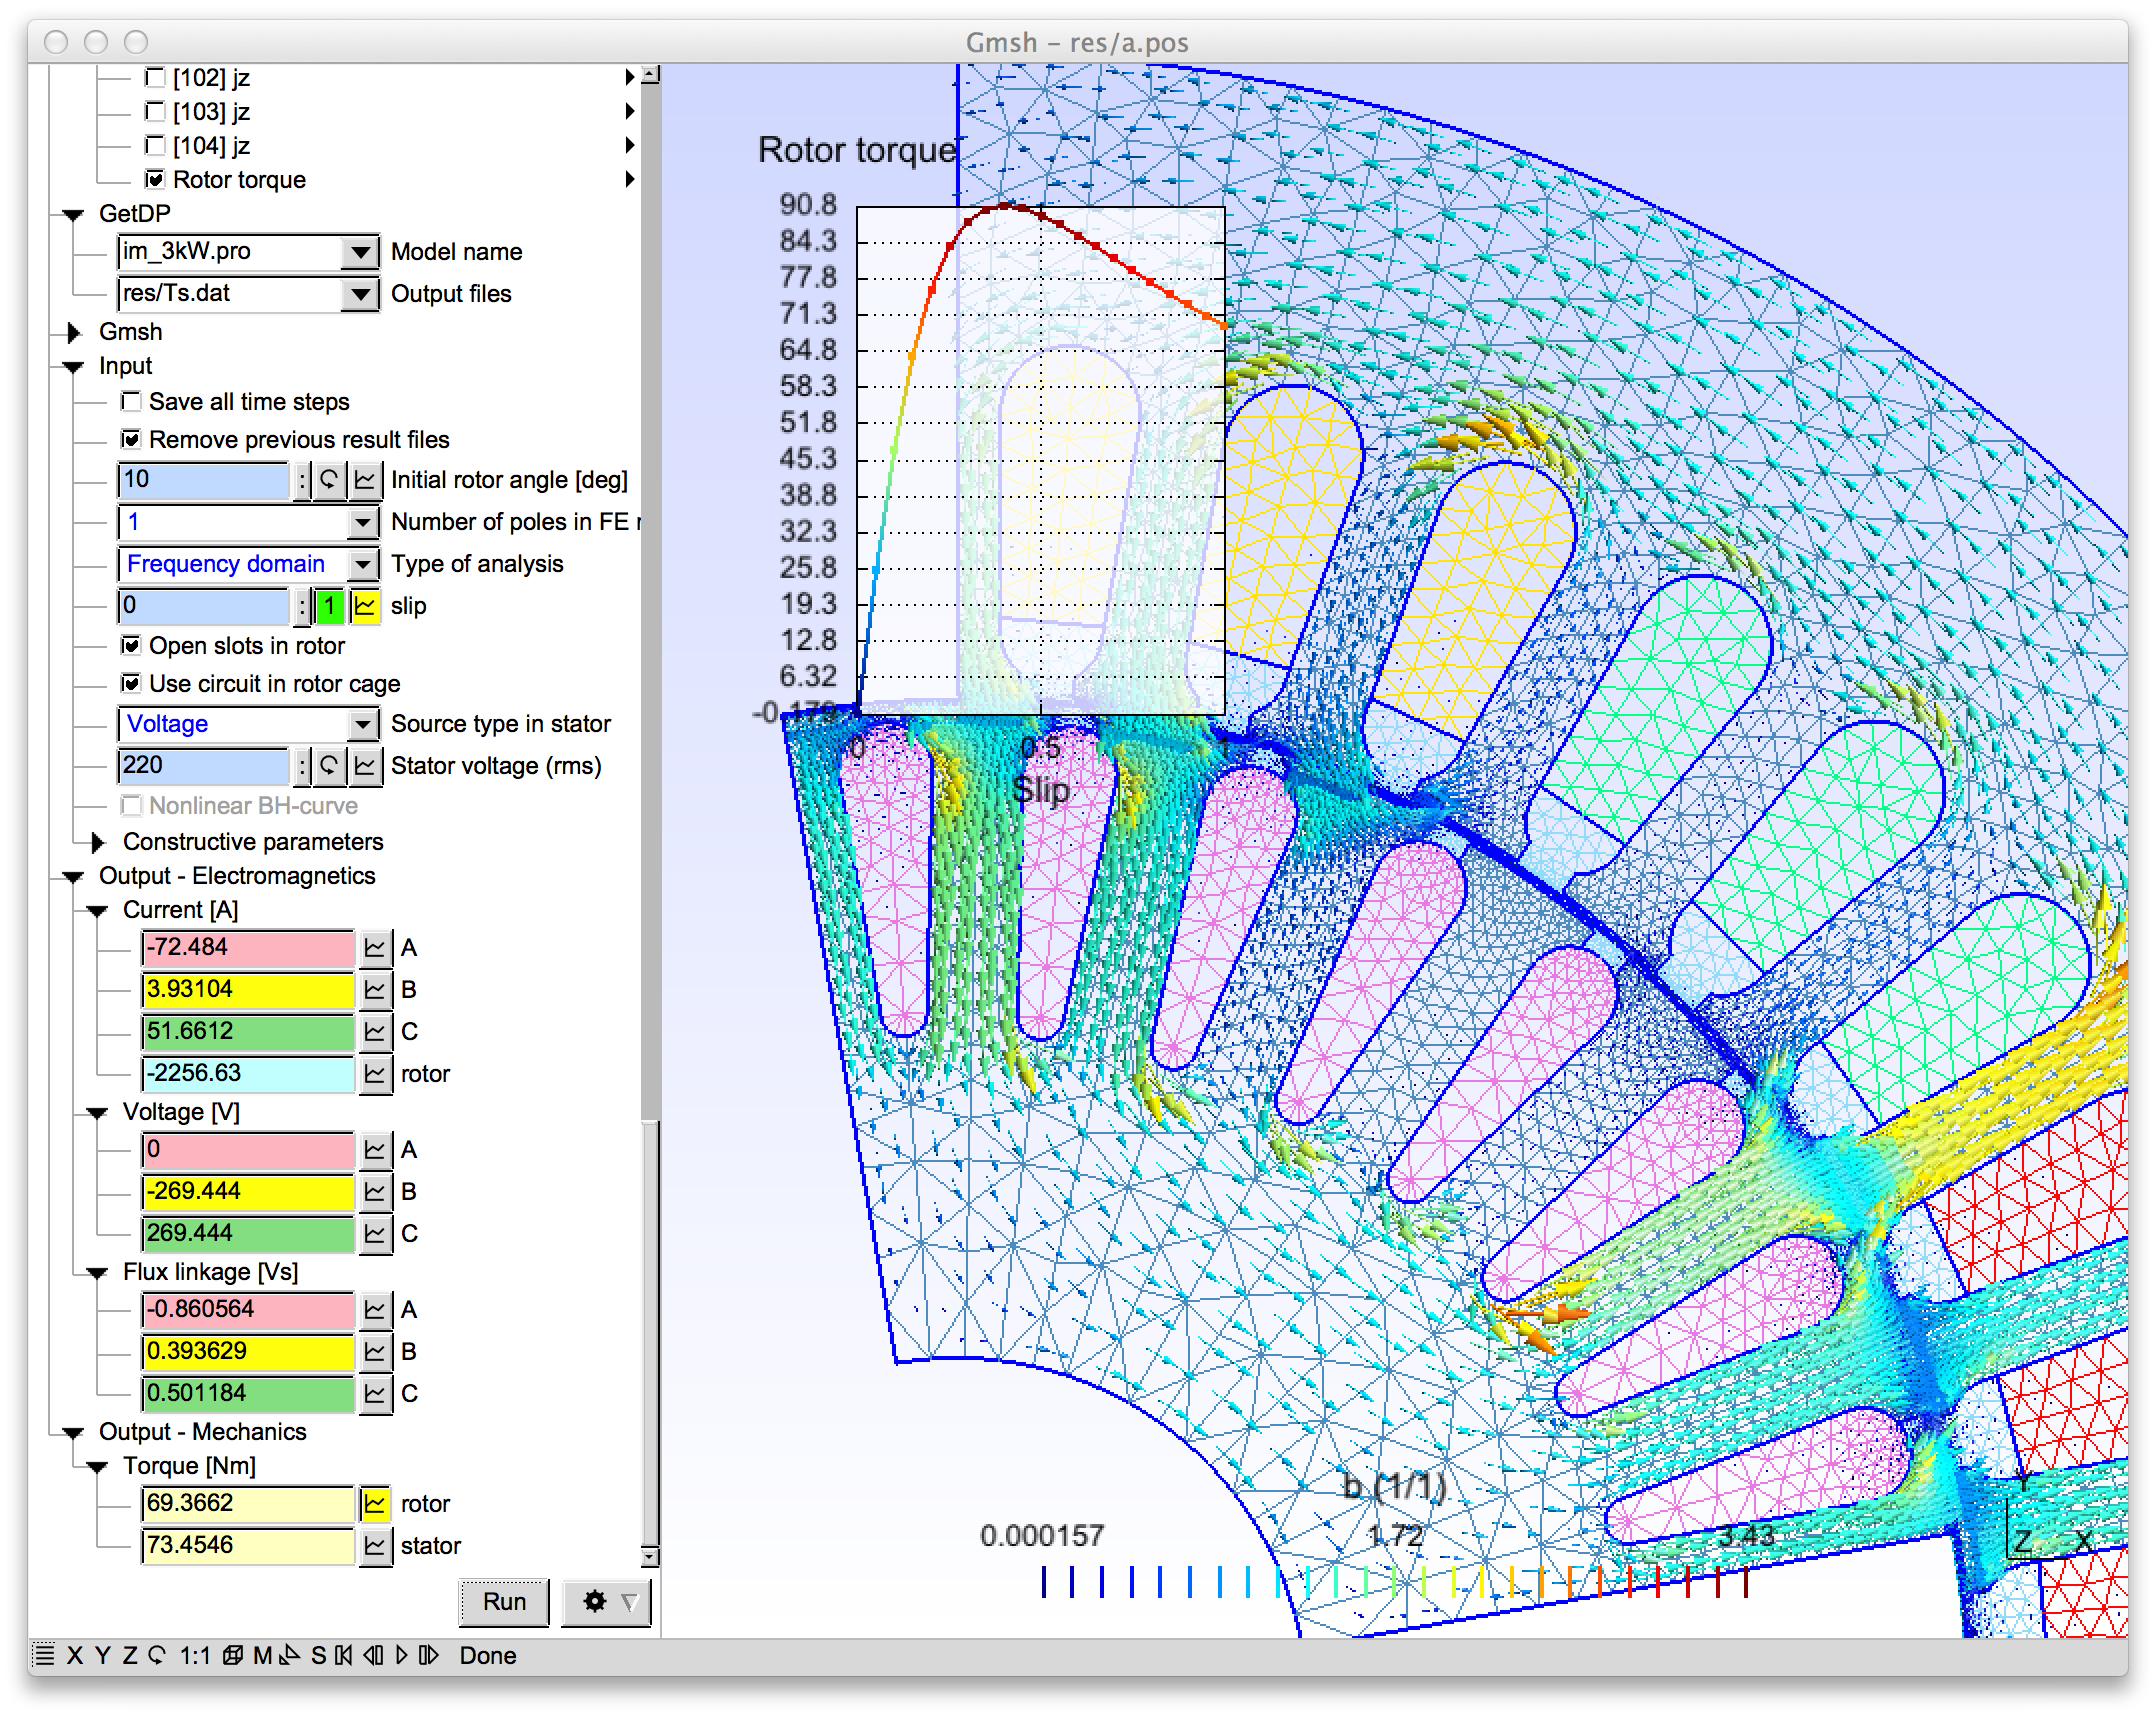 Gmsh – res/a.pos
[102] jz
[103] jz
[104] jz
Rotor torque
GetDP
im_3kW.pro Model name
res/Ts.dat Output files
Gmsh
Input
Save all time steps
Remove previous result files
10 : Initial rotor angle [deg]
1 Number of poles in FE
Frequency domain Type of analysis
0 : 1 slip
Open slots in rotor
Use circuit in rotor cage
Voltage Source type in stator
220 : Stator voltage (rms)
Nonlinear BH-curve
Constructive parameters
Output - Electromagnetics
Current [A]
-72.484 A
3.93104 B
51.6612 C
-2256.63 rotor
Voltage [V]
0 A
-269.444 B
269.444 C
Flux linkage [Vs]
-0.860564 A
0.393629 B
0.501184 C
Output - Mechanics
Torque [Nm]
69.3662 rotor
73.4546 stator
Run
X Y Z 1:1 M S Done
Rotor torque
90.8
84.3
77.8
71.3
64.8
58.3
51.8
45.3
38.8
32.3
25.8
19.3
12.8
6.32
-0.179
0 0.5 1
Slip
b (1/1)
0.000157 1.72 3.43
Y
Z X